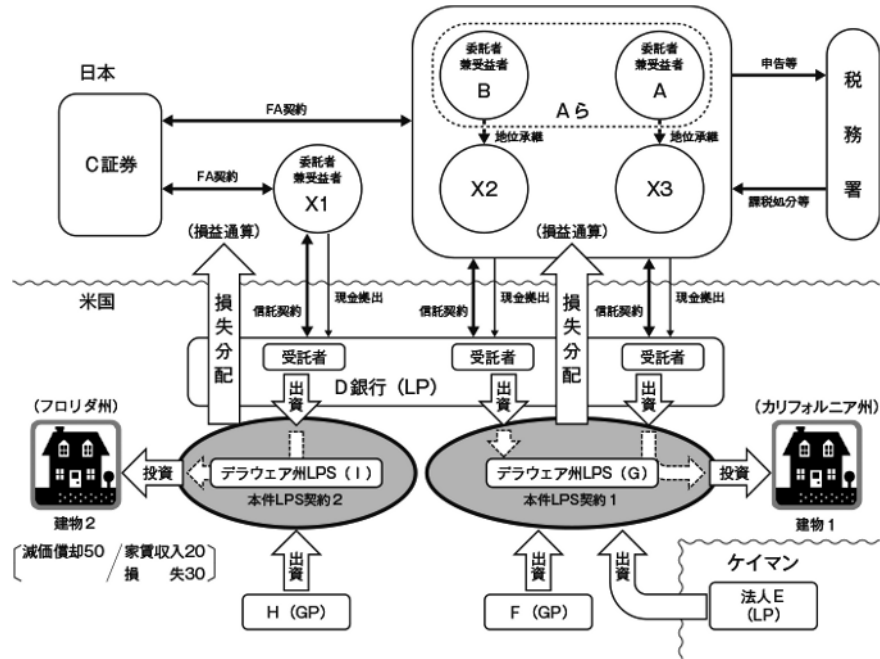 日本
C証券
FA契約
FA契約
委託者
兼受益者
X1
委託者
兼受益者
B
委託者
兼受益者
A
Aら
地位承継
地位承継
X2
X3
申告等
課税処分等
税務署
(損益通算)
(損益通算)
米国
損失分配
損失分配
信託契約
現金拠出
信託契約
現金拠出
現金拠出
受託者
受託者
受託者
D銀行(LP)
出資
出資
出資
(フロリダ州)
(カリフォルニア州)
投資
デラウェア州LPS(I)
本件LPS契約2
デラウェア州LPS(G)
本件LPS契約1
投資
建物2
建物1
減価償却50/家賃収入20
損 失30
出資
出資
出資
H(GP)
F(GP)
ケイマン
法人E
(LP)